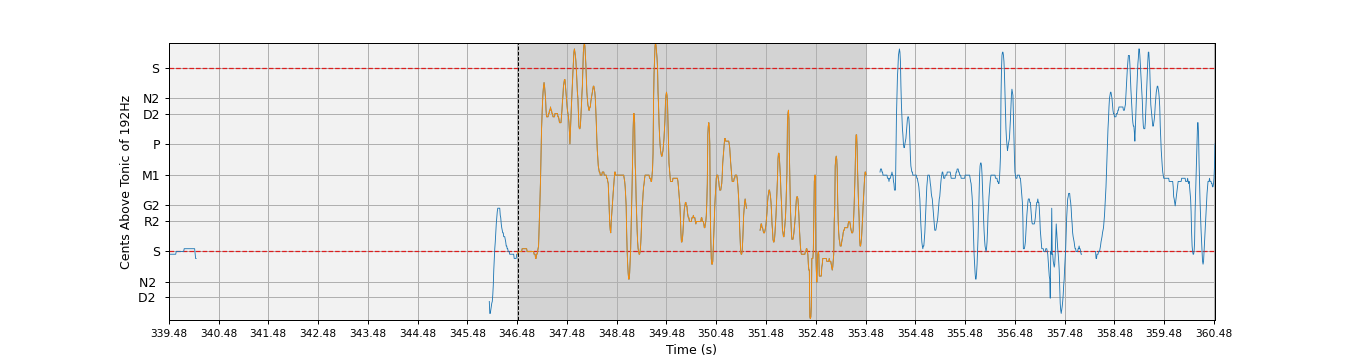 Cents Above Tonic of 192Hz
S
N2
D2
P
M1
G2
R2
S
N2
D2
339.48 340.48 341.48 342.48 343.48 344.48 345.48 346.48 347.48 348.48 349.48 350.48 351.48 352.48 353.48 354.48 355.48 356.48 357.48 358.48 359.48 360.48
Time (s)